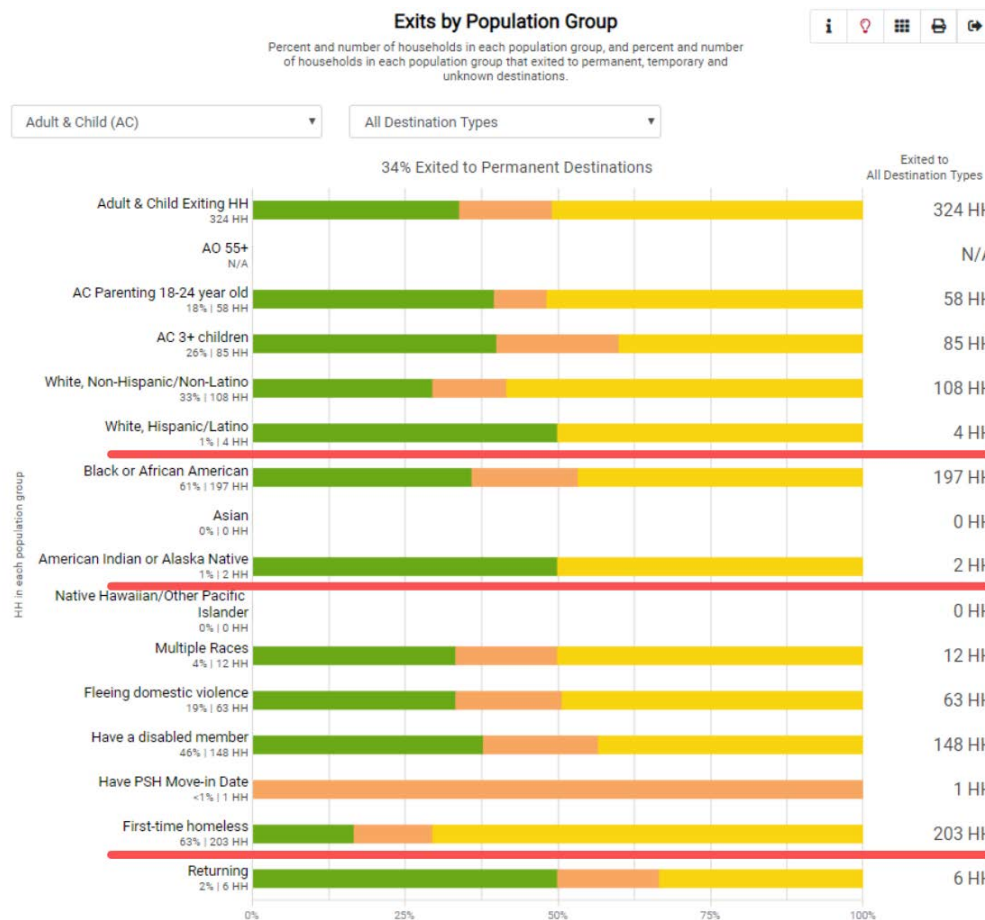 Exits by Population Group
Percent and number of households in each population group, and percent and number
of households in each population group that exited to permanent, temporary and
unknown destinations.
Adult & Child (AC)
All Destination Types
34% Exited to Permanent Destinations
Exited to
All Destination Types
HH in each population group
Adult & Child Exiting HH
324 HH
324 HH
AO 55+
N/A
N/A
AC Parenting 18-24 year old
18% | 58 HH
58 HH
AC 3+ children
26% | 85 HH
85 HH
White, Non-Hispanic/Non-Latino
33% | 108 HH
108 HH
White, Hispanic/Latino
1% | 4 HH
4 HH
Black or African American
61% | 197 HH
197 HH
Asian
0% | 0 HH
0 HH
American Indian or Alaska Native
1% | 2 HH
2 HH
Native Hawaiian/Other Pacific
Islander
0% | 0 HH
0 HH
Multiple Races
4% | 12 HH
12 HH
Fleeing domestic violence
19% | 63 HH
63 HH
Have a disabled member
46% | 148 HH
148 HH
Have PSH Move-in Date
<1% | 1 HH
1 HH
First-time homeless
63% | 203 HH
203 HH
Returning
2% | 6 HH
6 HH
0% 25% 50% 75% 100%